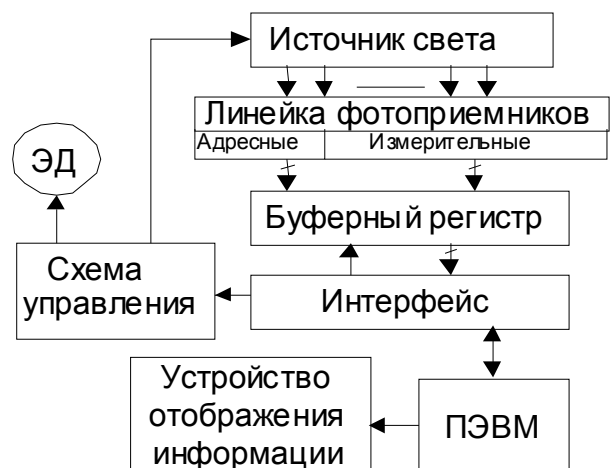 Источник света
Линейка фотоприемников
Адресные
Измерительные
ЭД
Буферный регистр
Схема
управления
Интерфейс
Устройство
отображения
информации
ПЭВМ